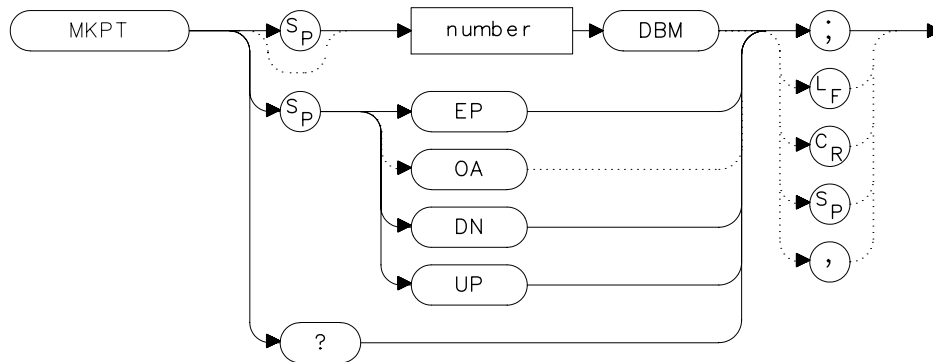 MKPT SP number DBM ;
LF
SP EP
CR
OA
SP
DN
,
UP
?